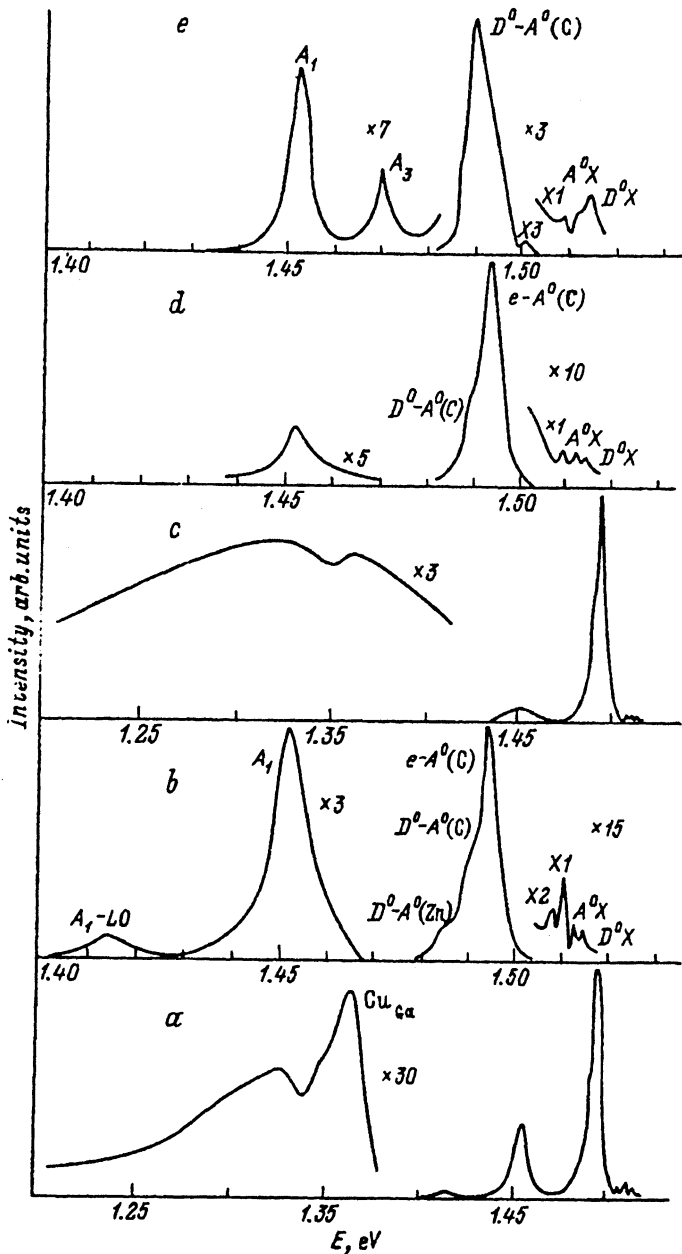 e
D⁰-A⁰(C)
A₁
×7
×3
A₃
A⁰X
X1
D⁰X
X3
1.40
1.45
1.50
d
e-A⁰(C)
×10
D⁰-A⁰(C)
×1
A⁰X
×5
D⁰X
1.40
1.45
1.50
c
×3
1.25
1.35
1.45
e-A⁰(C)
A₁
b
×3
D⁰-A⁰(C)
×15
X1
D⁰-A⁰(Zn)
X2
A⁰X
A₁-LO
D⁰X
1.40
1.45
1.50
a
Cu_Ga
×30
1.25
1.35
1.45
E, eV
Intensity, arb.units